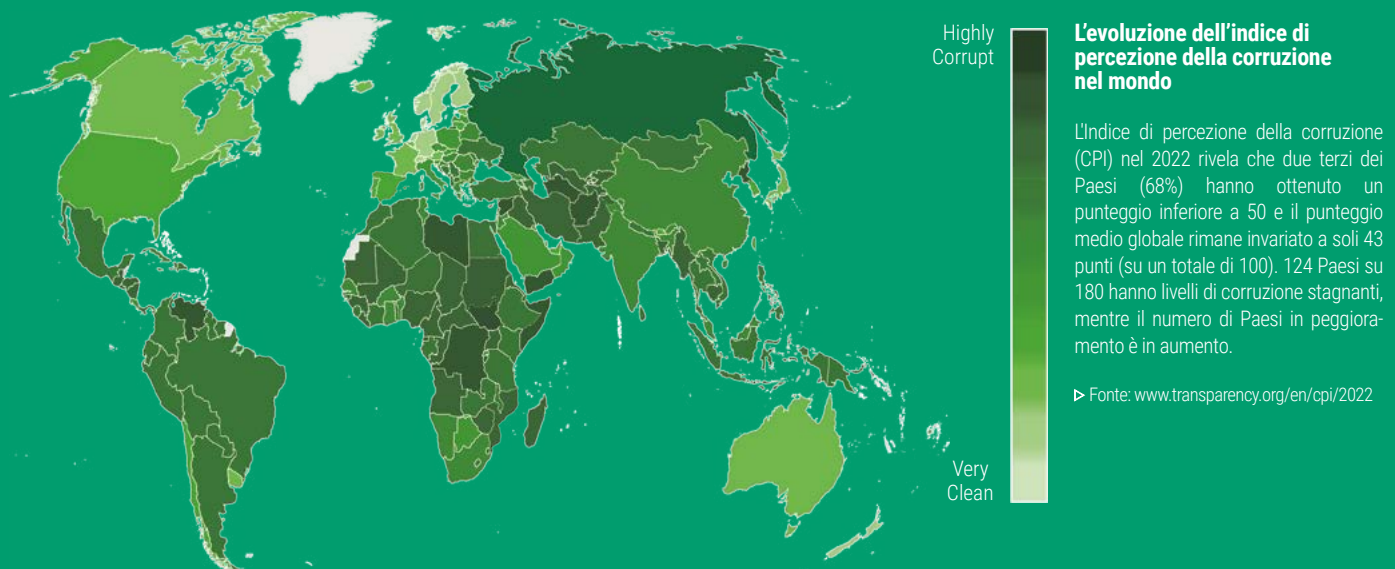 Highly
Corrupt
Very
Clean
L'evoluzione dell'indice di
percezione della corruzione
nel mondo
L'Indice di percezione della corruzione
(CPI) nel 2022 rivela che due terzi dei
Paesi (68%) hanno ottenuto un
punteggio inferiore a 50 e il punteggio
medio globale rimane invariato a soli 43
punti (su un totale di 100). 124 Paesi su
180 hanno livelli di corruzione stagnanti,
mentre il numero di Paesi in peggiora-
mento è in aumento.
▷ Fonte: www.transparency.org/en/cpi/2022